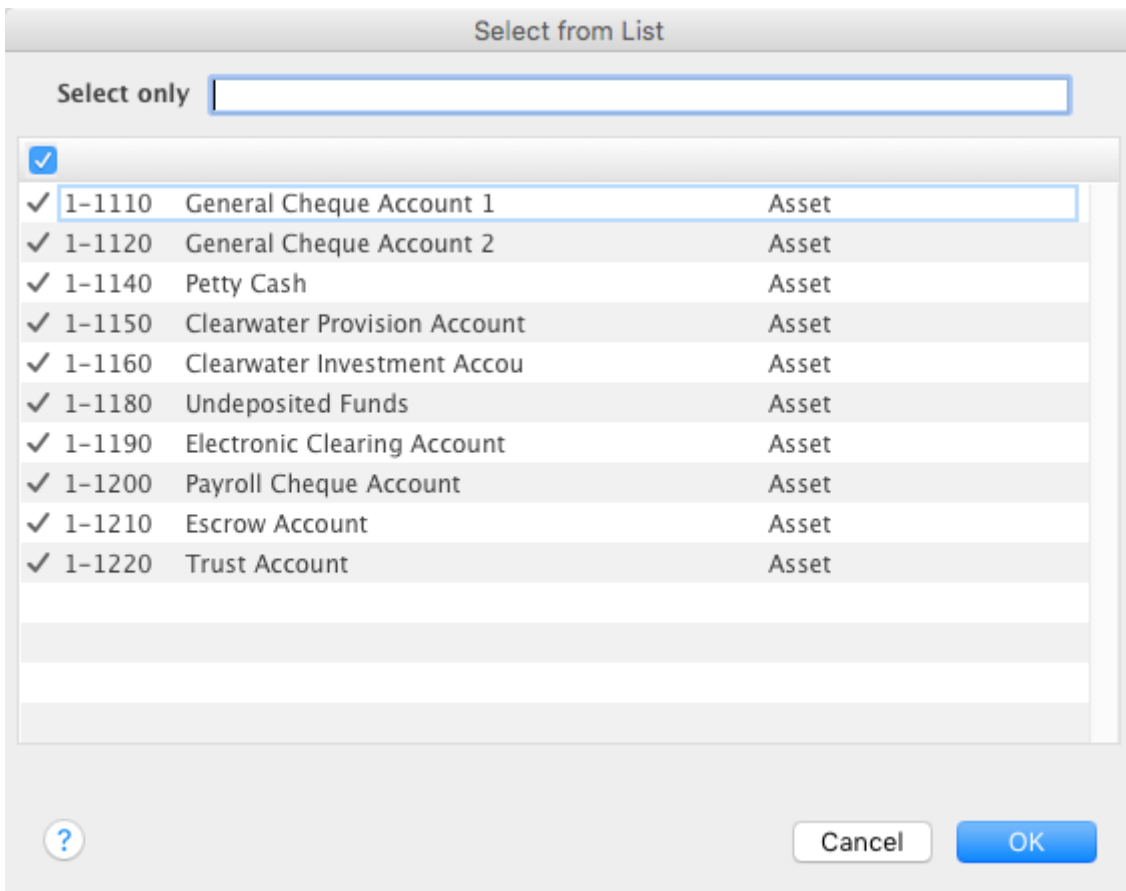 Select from List
Select only
1-1110 General Cheque Account 1 Asset
1-1120 General Cheque Account 2 Asset
1-1140 Petty Cash Asset
1-1150 Clearwater Provision Account Asset
1-1160 Clearwater Investment Accou Asset
1-1180 Undeposited Funds Asset
1-1190 Electronic Clearing Account Asset
1-1200 Payroll Cheque Account Asset
1-1210 Escrow Account Asset
1-1220 Trust Account Asset
? Cancel OK